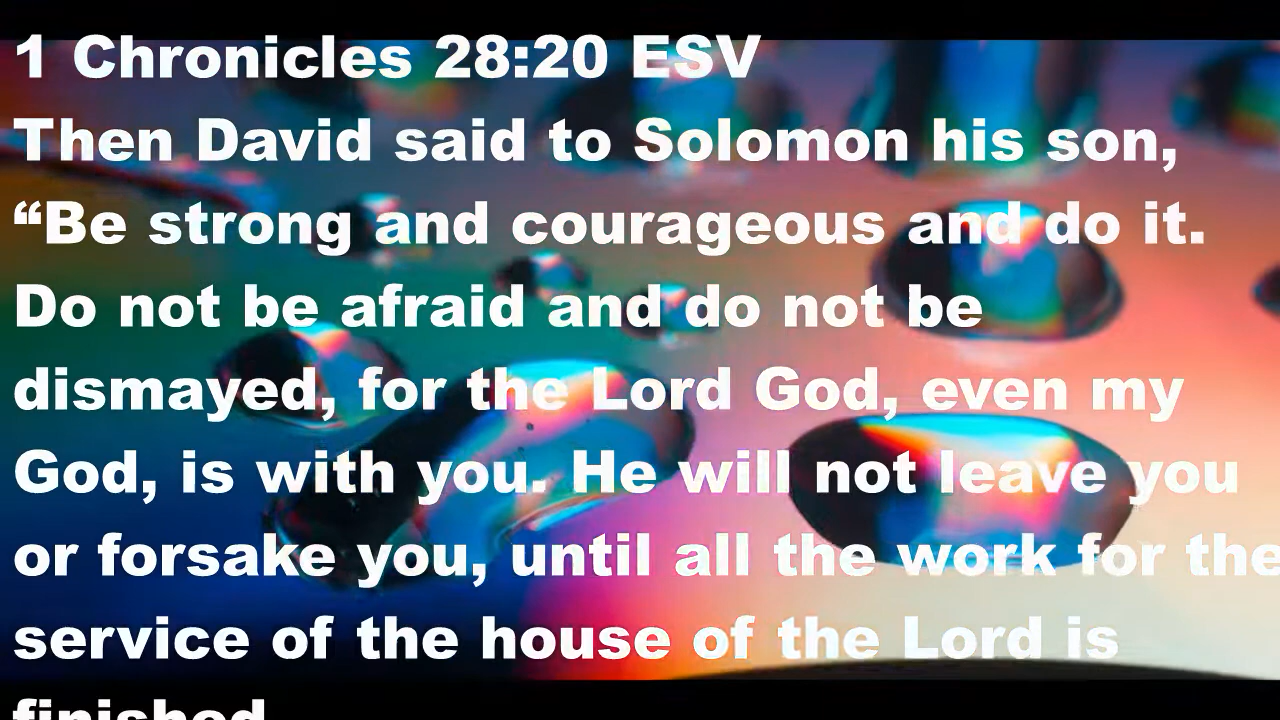 1 Chronicles 28:20 ESV
Then David said to Solomon his son,
“Be strong and courageous and do it.
Do not be afraid and do not be
dismayed, for the Lord God, even my
God, is with you. He will not leave you
or forsake you, until all the work for the
service of the house of the Lord is
finished